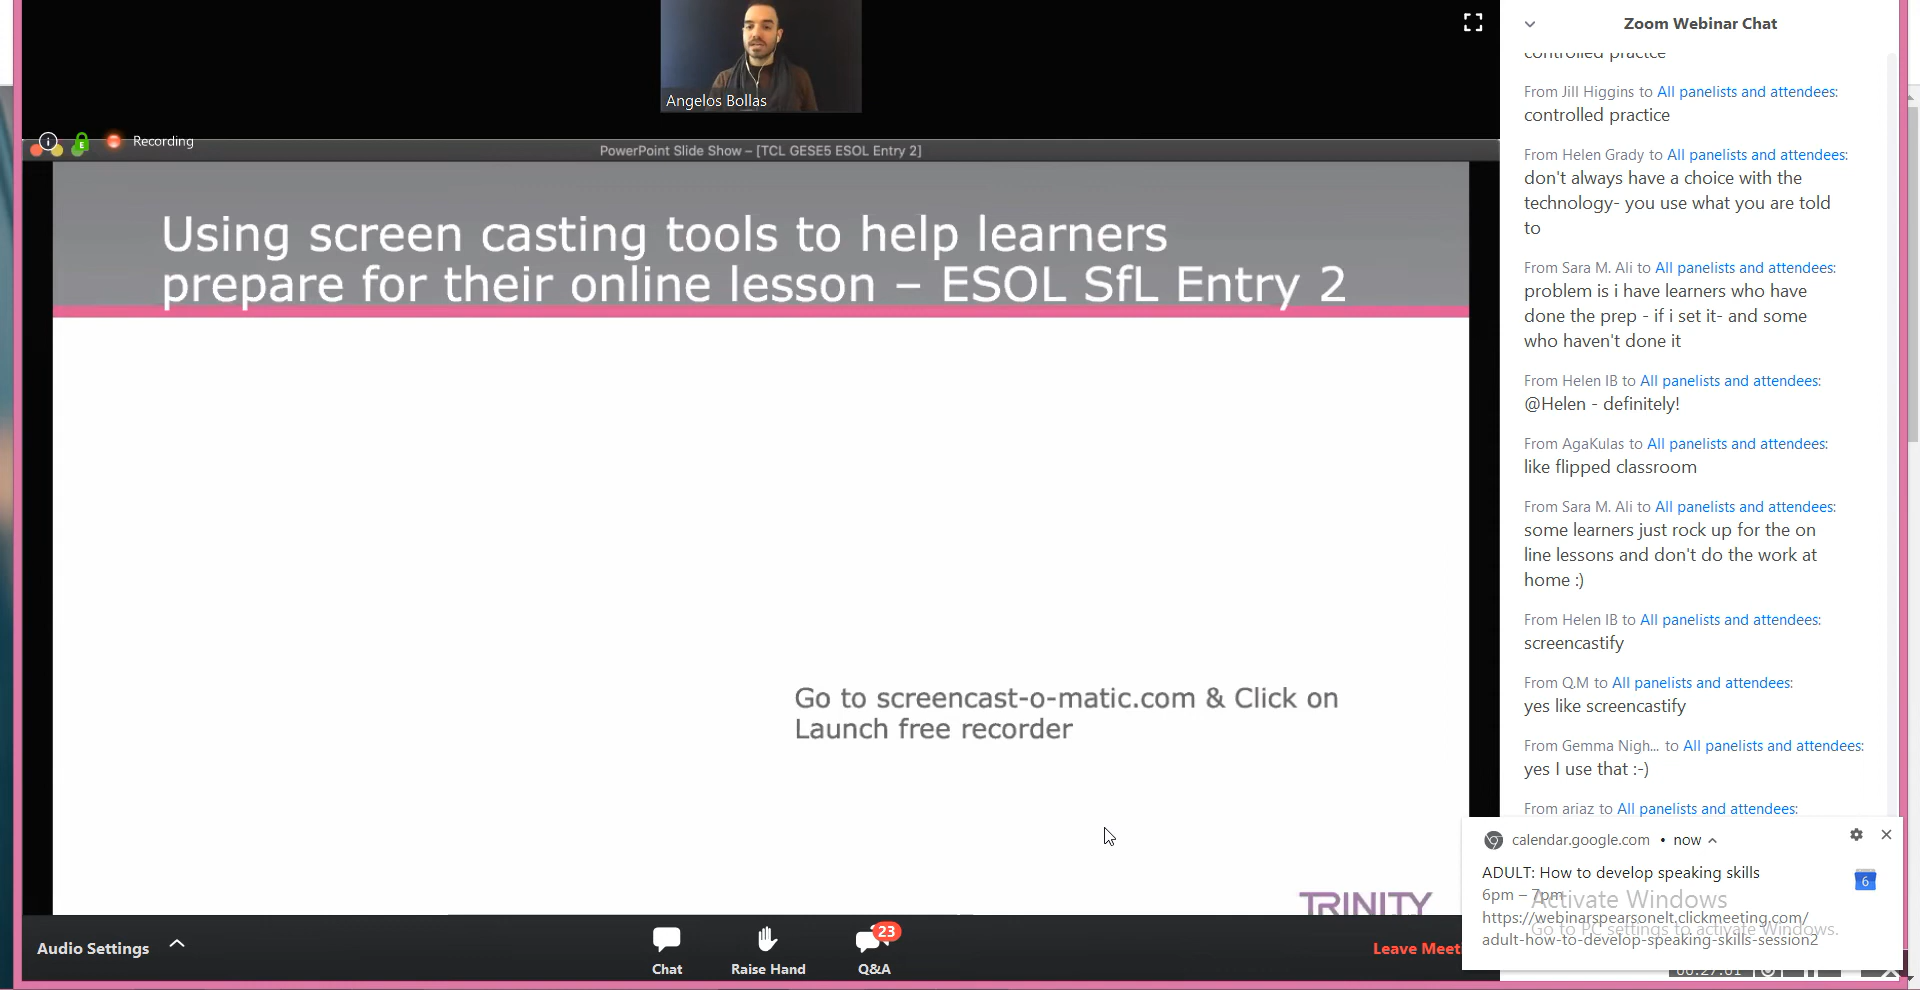 Angelos Bollas
Recording
PowerPoint Slide Show – [TCL GESE5 ESOL Entry 2]
Using screen casting tools to help learners
prepare for their online lesson – ESOL SfL Entry 2
Go to screencast-o-matic.com & Click on
Launch free recorder
TRINITY
Audio Settings
Chat
Raise Hand
23
Q&A
Leave Meet
Zoom Webinar Chat
controlled practce
From Jill Higgins to All panelists and attendees:
controlled practice
From Helen Grady to All panelists and attendees:
don't always have a choice with the
technology- you use what you are told
to
From Sara M. Ali to All panelists and attendees:
problem is i have learners who have
done the prep - if i set it- and some
who haven't done it
From Helen IB to All panelists and attendees:
@Helen - definitely!
From AgaKulas to All panelists and attendees:
like flipped classroom
From Sara M. Ali to All panelists and attendees:
some learners just rock up for the on
line lessons and don't do the work at
home :)
From Helen IB to All panelists and attendees:
screencastify
From Q.M to All panelists and attendees:
yes like screencastify
From Gemma Nigh... to All panelists and attendees:
yes I use that :-)
From ariaz to All panelists and attendees:
calendar.google.com • now
ADULT: How to develop speaking skills
6
6pm – 7pm
Activate Windows
https://webinarspearsonelt.clickmeeting.com/
Go to PC settings to activate Windows.
adult-how-to-develop-speaking-skills-session2
00:27:01